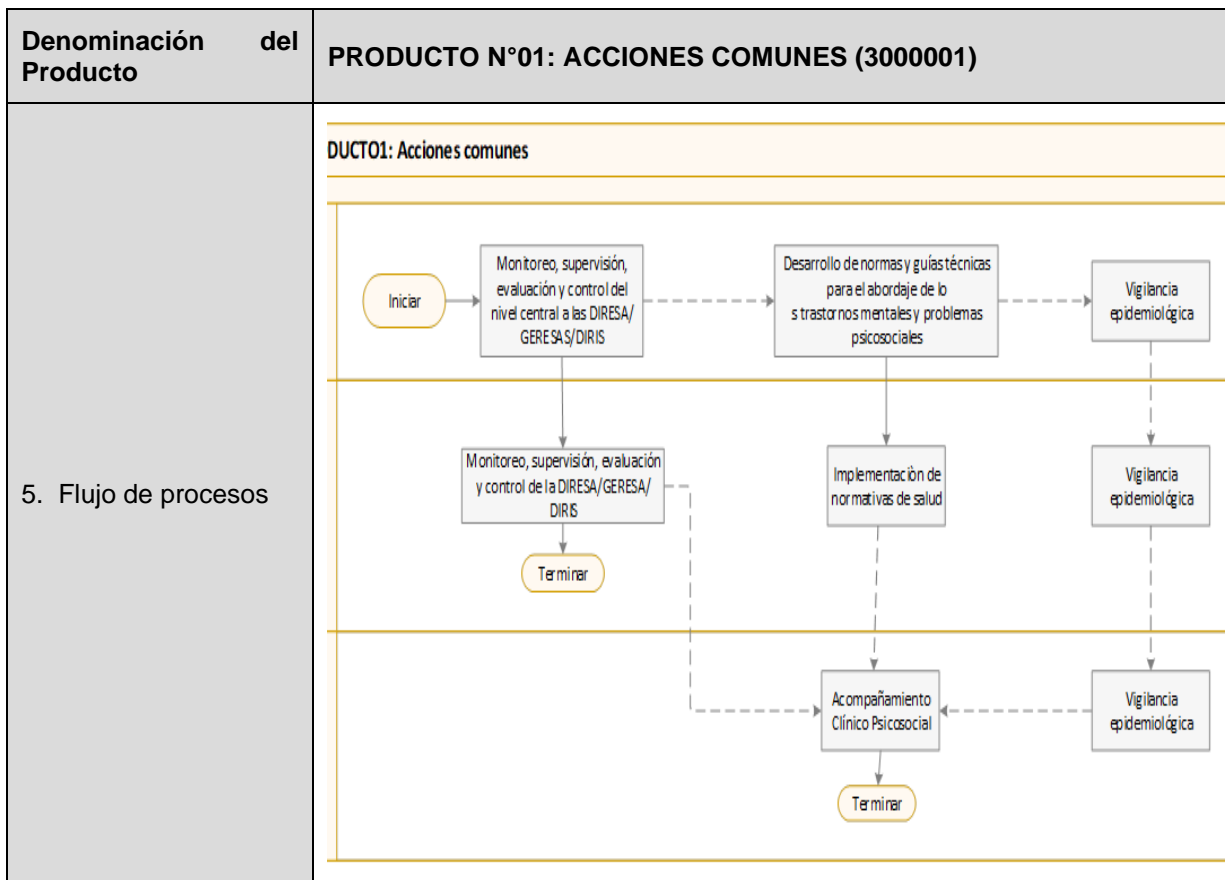 Denominación del
Producto
PRODUCTO N°01: ACCIONES COMUNES (3000001)
5. Flujo de procesos
DUCTO1: Acciones comunes
Iniciar
Monitoreo, supervisión,
evaluación y control del
nivel central a las DIRESA/
GERESAS/DIRIS
Desarrollo de normas y guías técnicas
para el abordaje de lo
s trastornos mentales y problemas
psicosociales
Vigilancia
epidemiológica
Monitoreo, supervisión, evaluación
y control de la DIRESA/GERESA/
DIRIS
Implementaciòn de
normativas de salud
Vigilancia
epidemiológica
Terminar
Acompañamiento
Clínico Psicosocial
Vigilancia
epidemiológica
Terminar